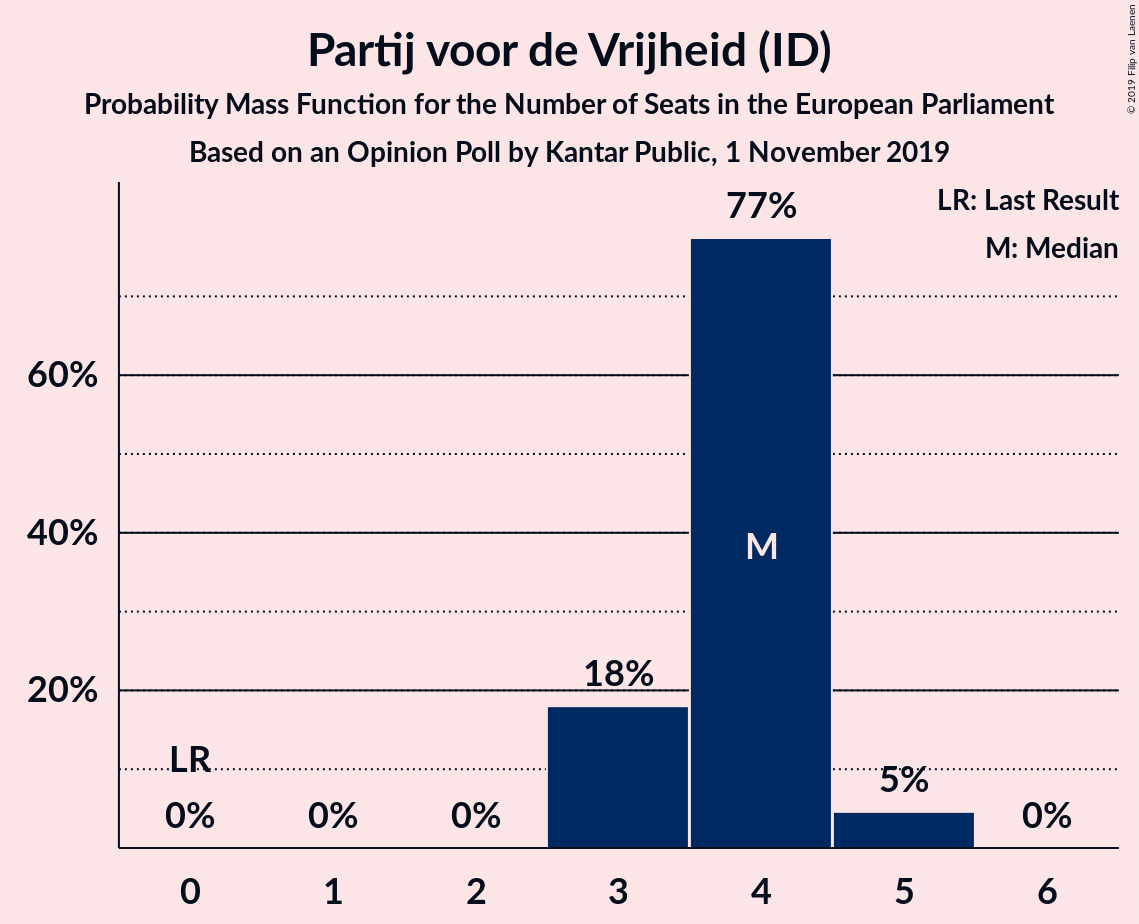 Partij voor de Vrijheid (ID)
Probability Mass Function for the Number of Seats in the European Parliament
Based on an Opinion Poll by Kantar Public, 1 November 2019
© 2019 Filip van Laenen
LR: Last Result
M: Median
77%
60%
40%
M
18%
20%
LR
5%
0%
0%
0%
0%
0
1
2
3
4
5
6